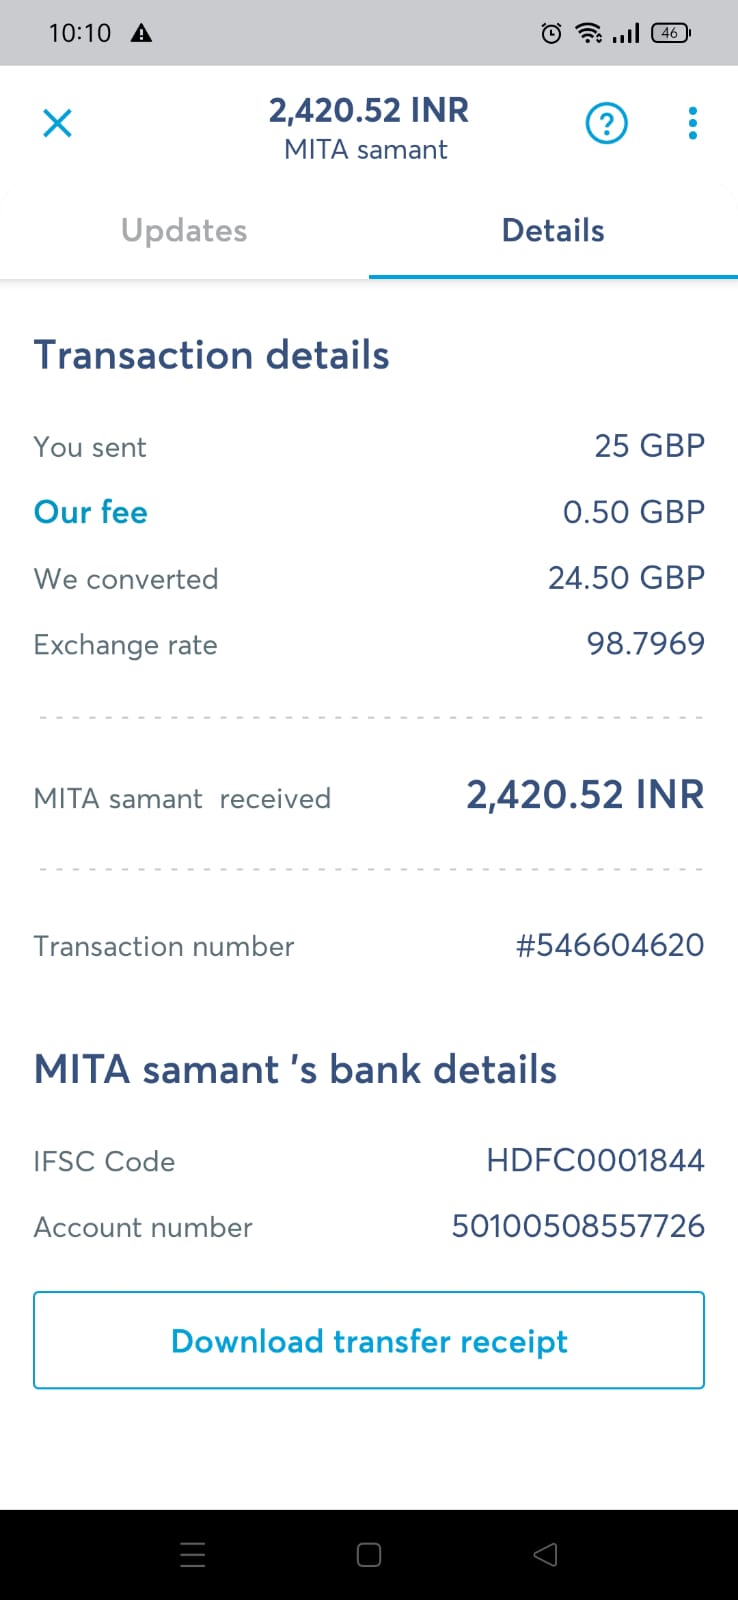 10:10
46
2,420.52 INR
MITA samant
Updates Details
Transaction details
You sent 25 GBP
Our fee 0.50 GBP
We converted 24.50 GBP
Exchange rate 98.7969
MITA samant  received 2,420.52 INR
Transaction number #546604620
MITA samant 's bank details
IFSC Code HDFC0001844
Account number 50100508557726
Download transfer receipt